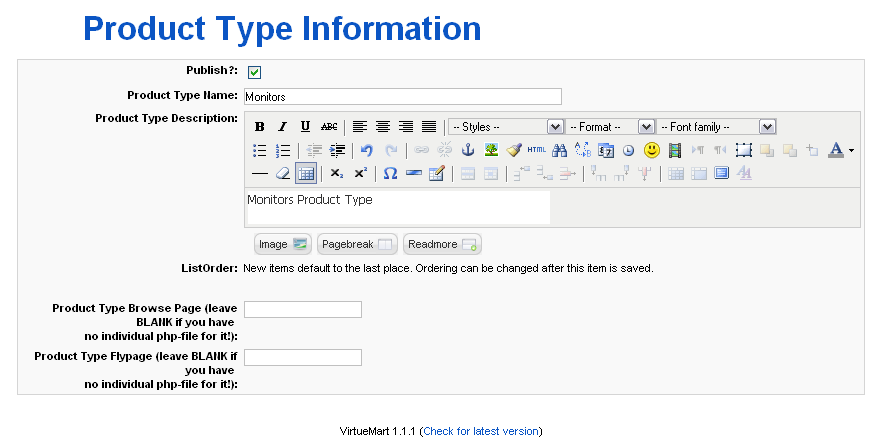 Product Type Information
Publish?:
Product Type Name: Monitors
Product Type Description:
B I U ABC -- Styles -- -- Format -- -- Font family --
HTML
Monitors Product Type
Image Pagebreak Readmore
ListOrder: New items default to the last place. Ordering can be changed after this item is saved.
Product Type Browse Page (leave
BLANK if you have
no individual php-file for it!):
Product Type Flypage (leave BLANK if
you have
no individual php-file for it!):
VirtueMart 1.1.1 (Check for latest version)